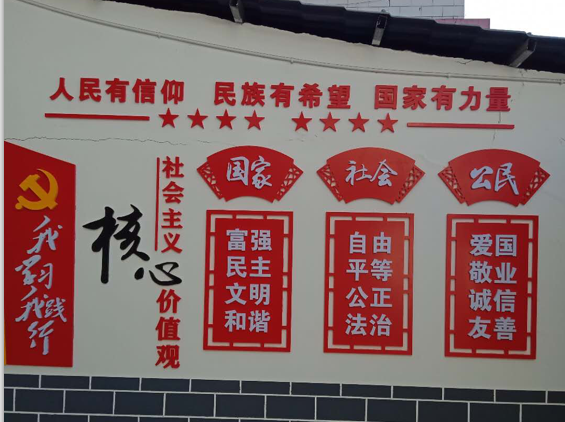 人民有信仰 民族有希望 国家有力量
我学习我践行
社会主义
核心
价值观
国家
富强
民主
文明
和谐
社会
自由
平等
公正
法治
公民
爱国
敬业
诚信
友善